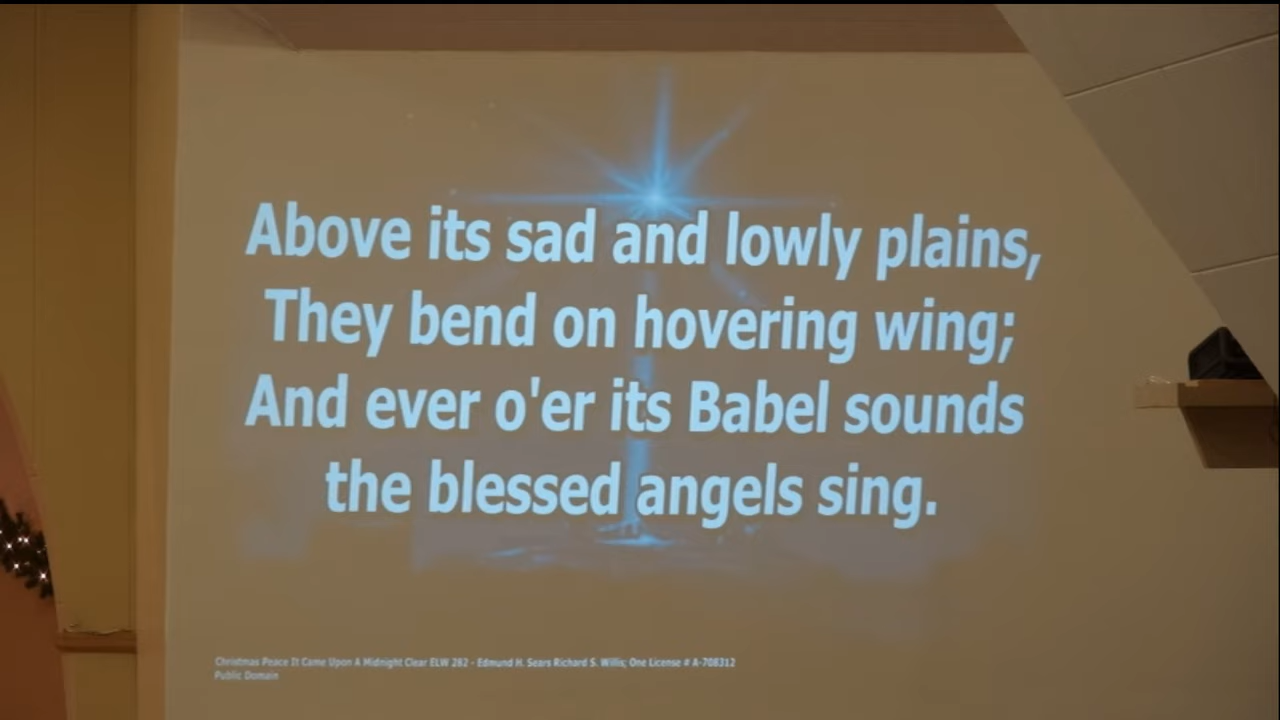 Above its sad and lowly plains,
They bend on hovering wing;
And ever o'er its Babel sounds
the blessed angels sing.
Christmas Peace It Came Upon A Midnight Clear ELW 282 - Edmund H. Sears Richard S. Willis; One License # A-708312
Public Domain